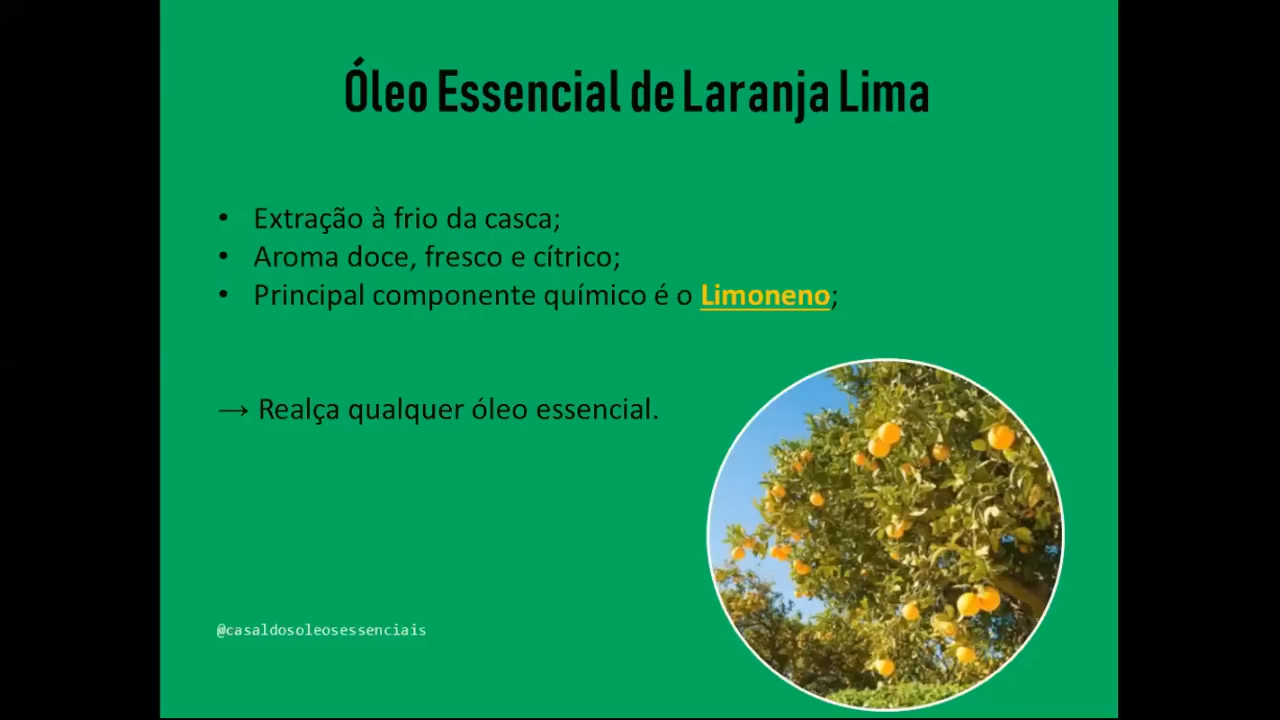 Óleo Essencial de Laranja Lima
• Extração à frio da casca;
• Aroma doce, fresco e cítrico;
• Principal componente químico é o Limoneno;
→ Realça qualquer óleo essencial.
@casaldosoleosessenciais